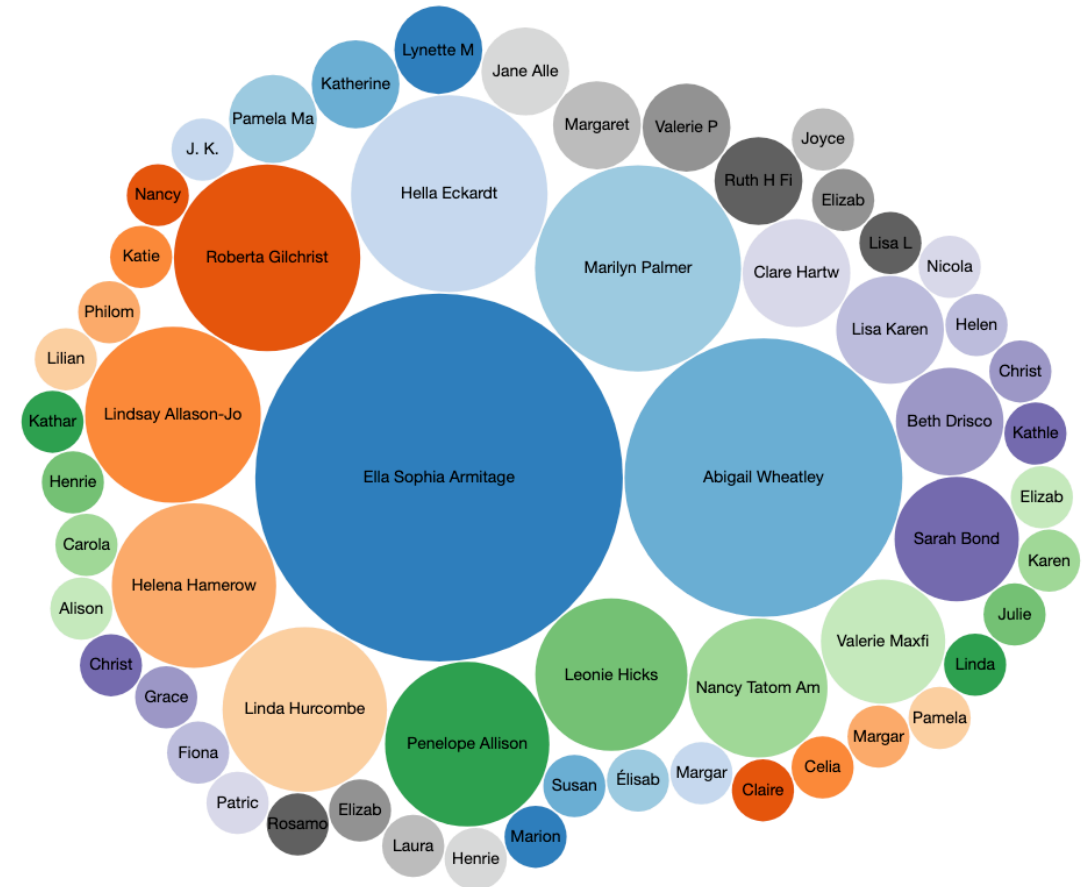 Lynette M
Jane Alle
Katherine
Pamela Ma
Margaret
Valerie P
Joyce
J. K.
Ruth H Fi
Nancy
Hella Eckardt
Elizab
Katie
Roberta Gilchrist
Marilyn Palmer
Clare Hartw
Lisa L
Nicola
Philom
Lisa Karen
Helen
Lilian
Christ
Lindsay Allason-Jo
Kathar
Beth Drisco
Kathle
Henrie
Ella Sophia Armitage
Abigail Wheatley
Elizab
Carola
Sarah Bond
Karen
Helena Hamerow
Alison
Julie
Valerie Maxfi
Christ
Leonie Hicks
Nancy Tatom Am
Linda
Grace
Linda Hurcombe
Pamela
Fiona
Penelope Allison
Margar
Patric
Susan
Élisab
Margar
Celia
Claire
Rosamo
Elizab
Laura
Henrie
Marion